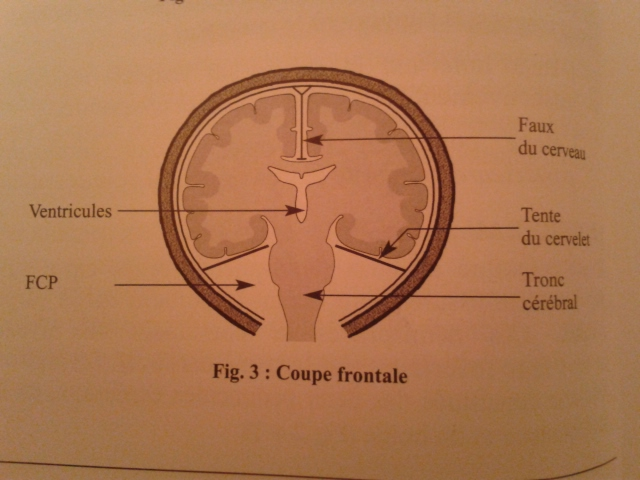 Faux
du cerveau
Ventricules
Tente
du cervelet
FCP
Tronc
cérébral
Fig. 3 : Coupe frontale